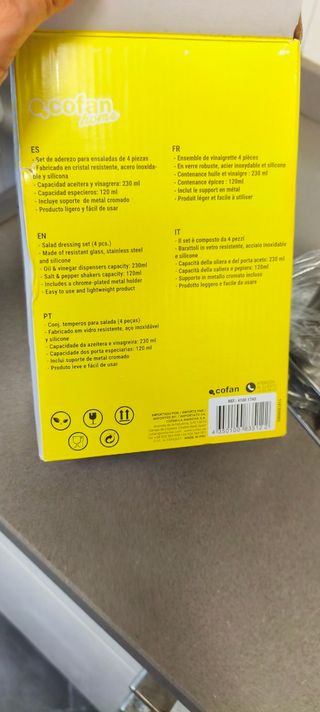 cofan
home
ES
- Set de aderezo para ensaladas de 4 piezas
- Fabricado en cristal resistente, acero inoxida-
ble y silicona
- Capacidad aceitera y vinagrera: 230 ml
- Capacidad especieros: 120 ml
- Incluye soporte de metal cromado
- Producto ligero y fácil de usar
EN
- Salad dressing set (4 pcs.)
- Made of resistant glass, stainless steel
and silicone
- Oil & vinegar dispensers capacity: 230ml
- Salt & pepper shakers capacity: 120ml
- Includes a chrome-plated metal holder
- Easy to use and lightweight product
PT
- Conj. temperos para salada (4 peças)
- Fabricado em vidro resistente, aço inoxidável
y silicone
- Capacidade da azeitera e vinagreira: 230 ml
- Capacidade dos porta especiarias: 120 ml
- Inclui suporte de metal cromado
- Produto leve e fácil de usar
FR
- Ensemble de vinaigrette 4 pièces
- En verre robuste, acier inoxydable et silicone
- Contenance huile et vinaigre : 230 ml
- Contenance épices : 120ml
- Inclut le support en métal
- Produit léger et facile à utiliser
IT
- Il set è composto da 4 pezzi
- Barattoli in vetro resistente, acciaio inoxidable
e silicone
- Capacità della oliera e del porta aceto: 230 ml
- Capacità della saliera e pepiera: 120ml
- Supporto in metallo cromato incluso
- Prodotto leggero e facile da usare
cofan
REF.: 4100 1743